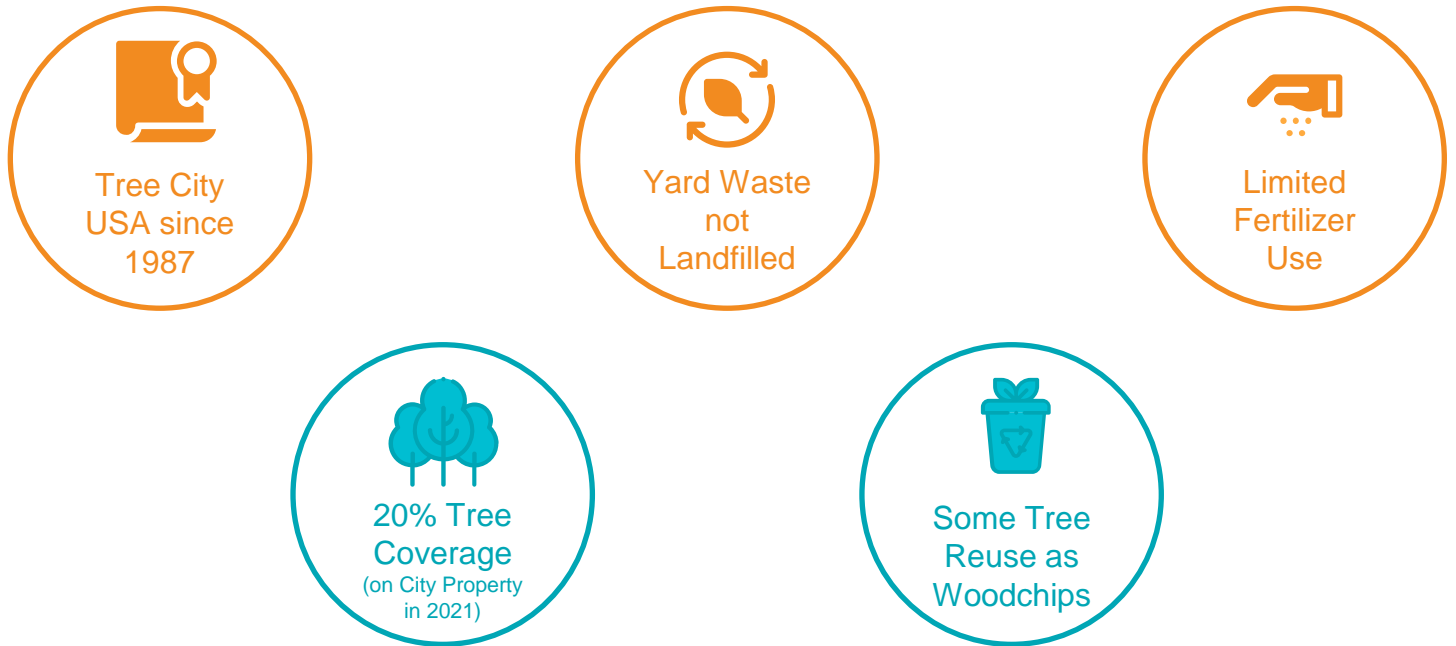 Tree City
USA since
1987
Yard Waste
not
Landfilled
Limited
Fertilizer
Use
20% Tree
Coverage
(on City Property
in 2021)
Some Tree
Reuse as
Woodchips